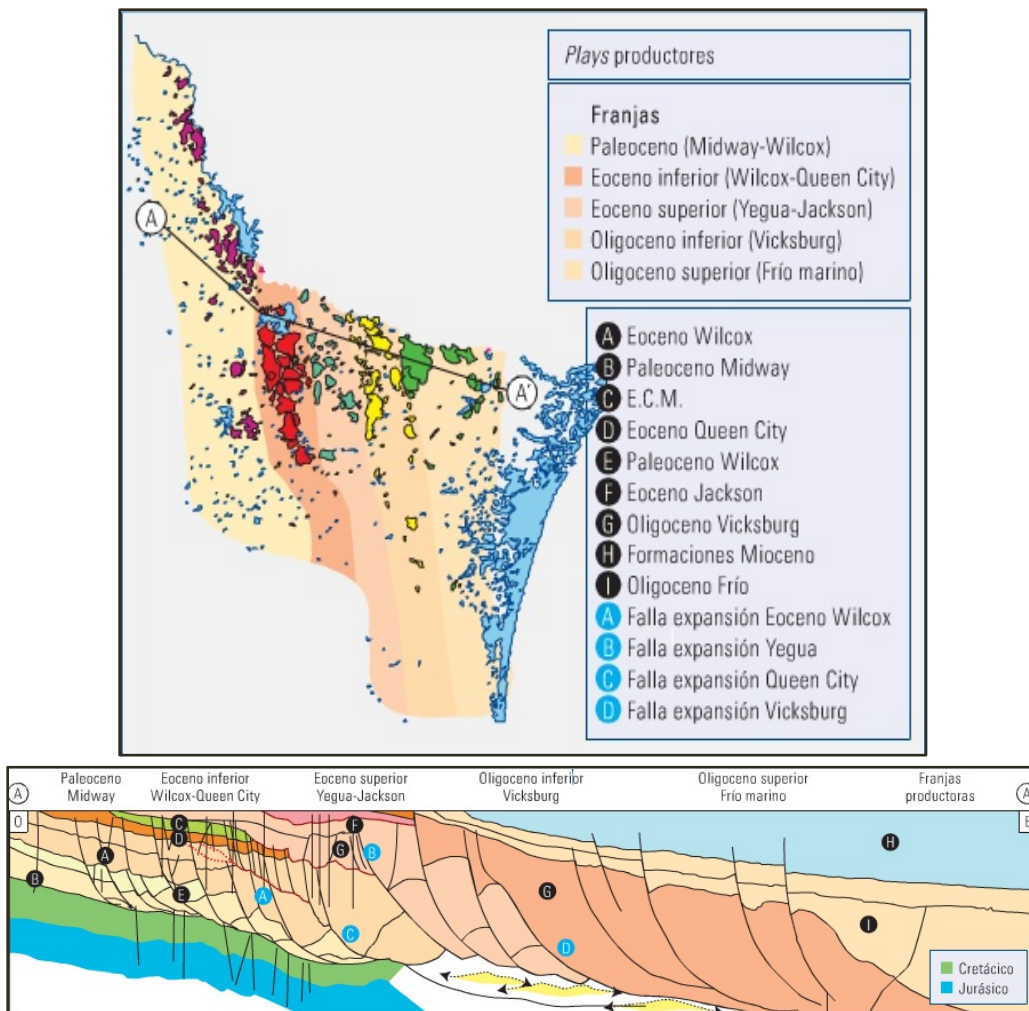 Plays productores
Franjas
Paleoceno (Midway-Wilcox)
Eoceno inferior (Wilcox-Queen City)
Eoceno superior (Yegua-Jackson)
Oligoceno inferior (Vicksburg)
Oligoceno superior (Frío marino)
A
A'
A Eoceno Wilcox
B Paleoceno Midway
C E.C.M.
D Eoceno Queen City
E Paleoceno Wilcox
F Eoceno Jackson
G Oligoceno Vicksburg
H Formaciones Mioceno
I Oligoceno Frío
A Falla expansión Eoceno Wilcox
B Falla expansión Yegua
C Falla expansión Queen City
D Falla expansión Vicksburg
A
Paleoceno
Midway
Eoceno inferior
Wilcox-Queen City
Eoceno superior
Yegua-Jackson
Oligoceno inferior
Vicksburg
Oligoceno superior
Frío marino
Franjas
productoras
A
O
E
C
D
F
A
G
B
H
B
E
A
G
C
D
I
Cretácico
Jurásico